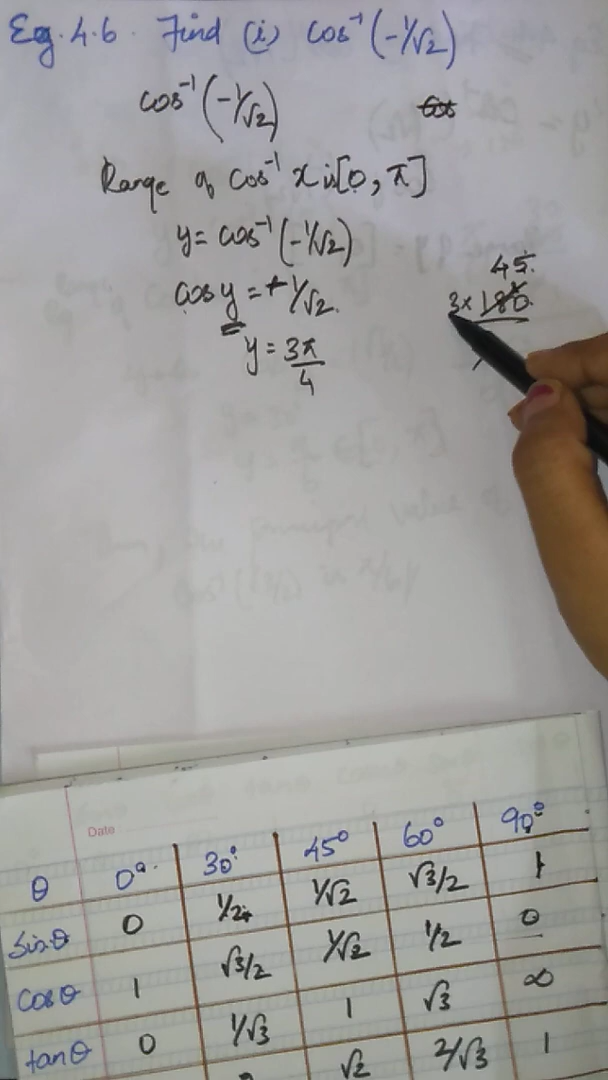 Eg. 4.6. Find (i) cos⁻¹(-1/√2)
cos⁻¹(-1/√2)
Range of cos⁻¹ x is [0, π]
y = cos⁻¹(-1/√2)
cos y = +1/√2.
y = 3π/4
45.
3 × 180.
Date
θ 0° 30° 45° 60° 90°
Sinθ 0 1/2 1/√2 √3/2 1
Cosθ 1 √3/2 1/√2 1/2 0
tanθ 0 1/√3 1 √3 ∞
√2 2/√3 1